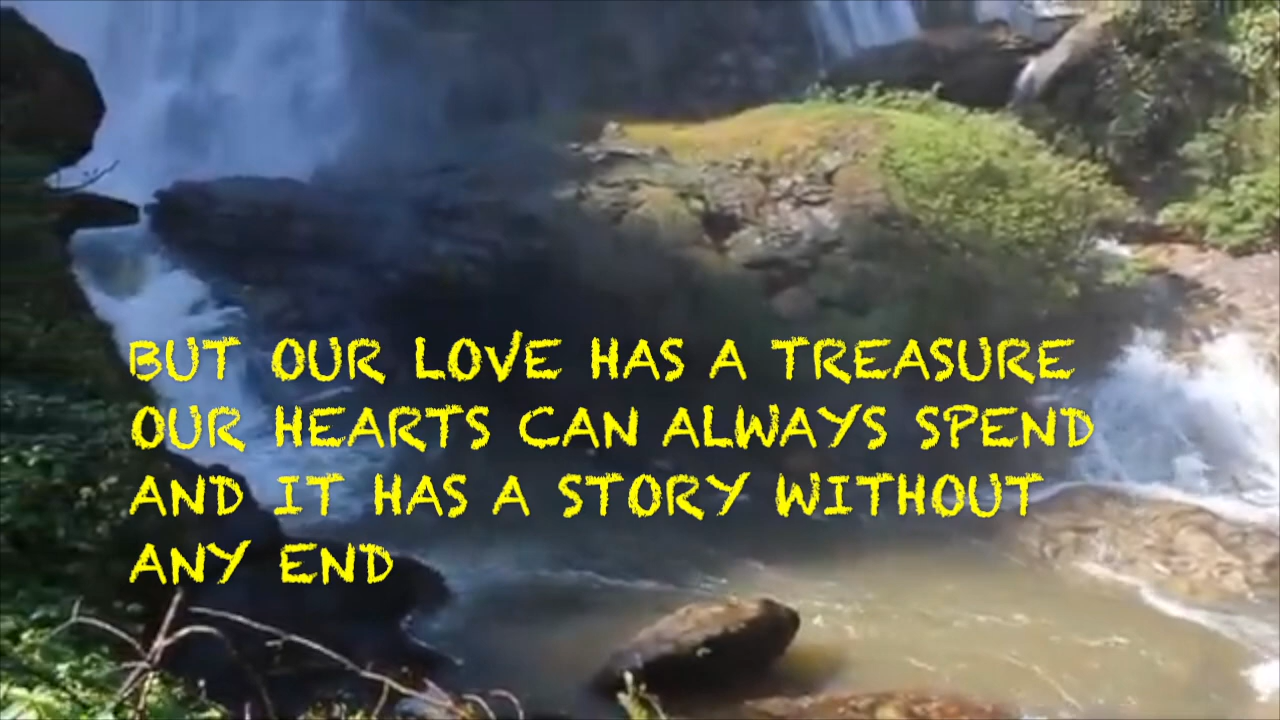 BUT OUR LOVE HAS A TREASURE
OUR HEARTS CAN ALWAYS SPEND
AND IT HAS A STORY WITHOUT
ANY END